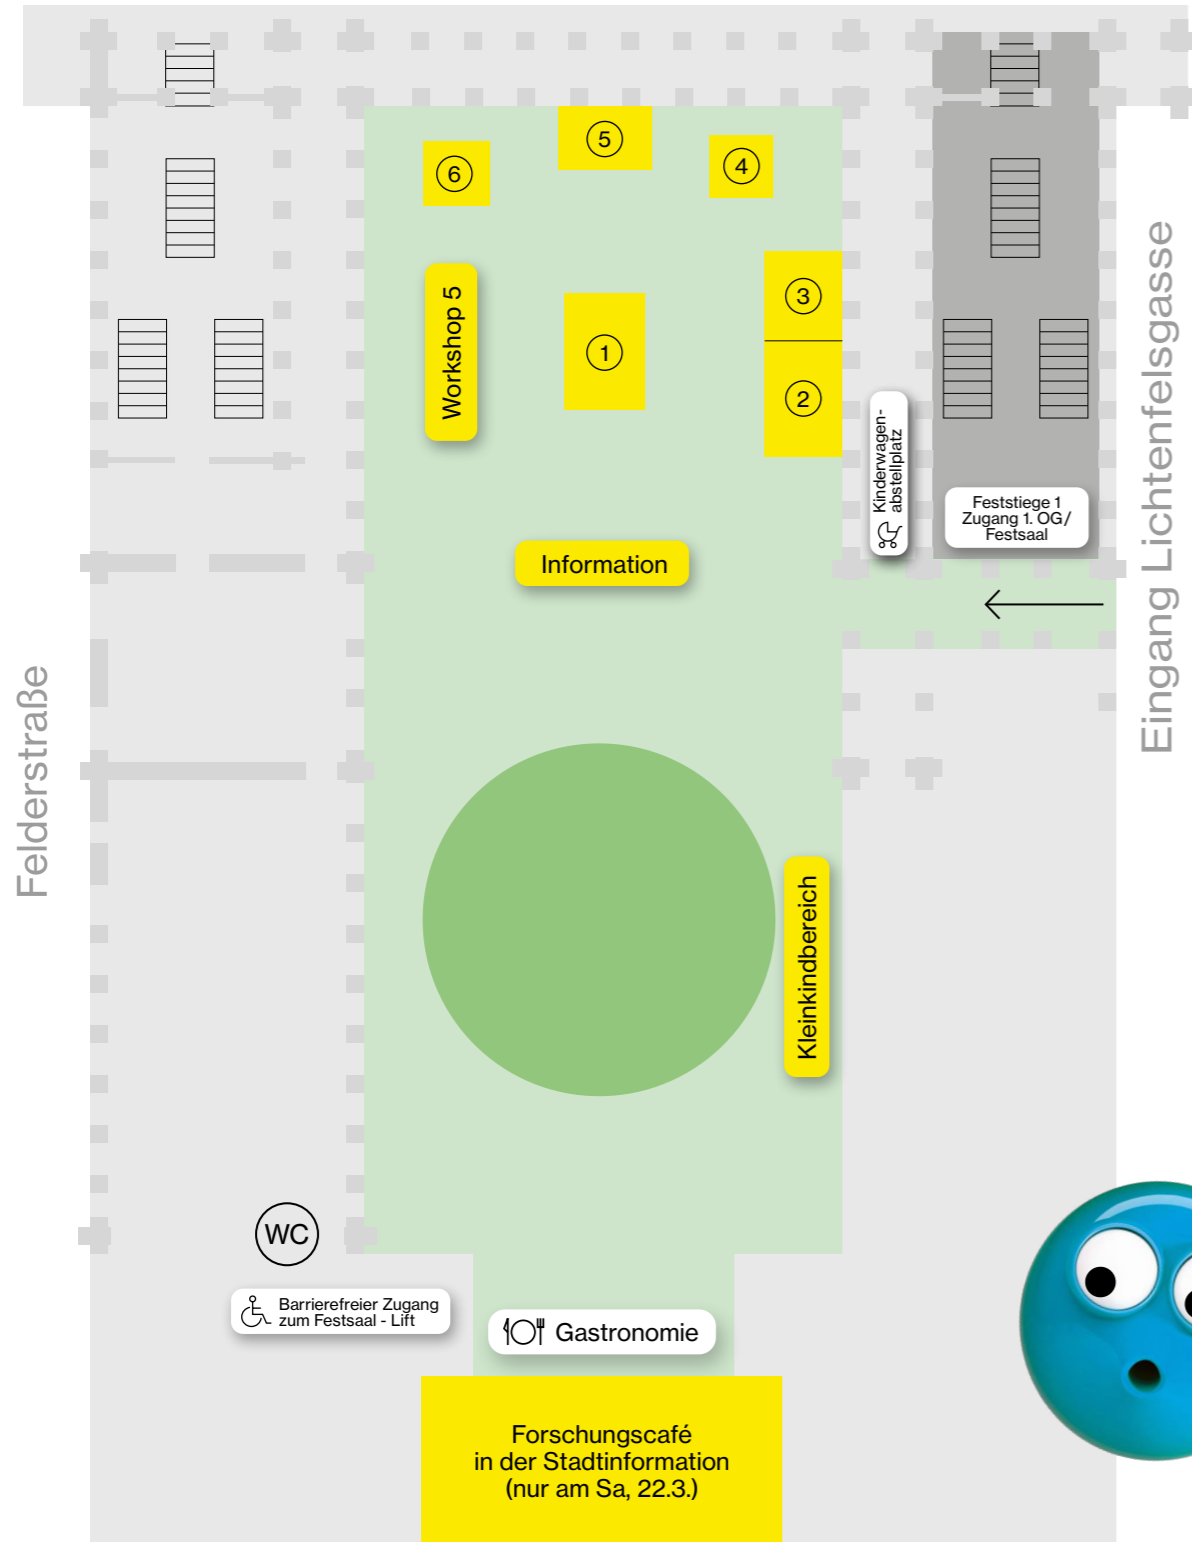 5
6
4
3
1
2
Workshop 5
Kinderwagen-
abstellplatz
Feststiege 1
Zugang 1. OG/
Festsaal
Eingang Lichtenfelsgasse
Information
Felderstraße
Kleinkindbereich
WC
Barrierefreier Zugang
zum Festsaal - Lift
Gastronomie
Forschungscafé
in der Stadtinformation
(nur am Sa, 22.3.)